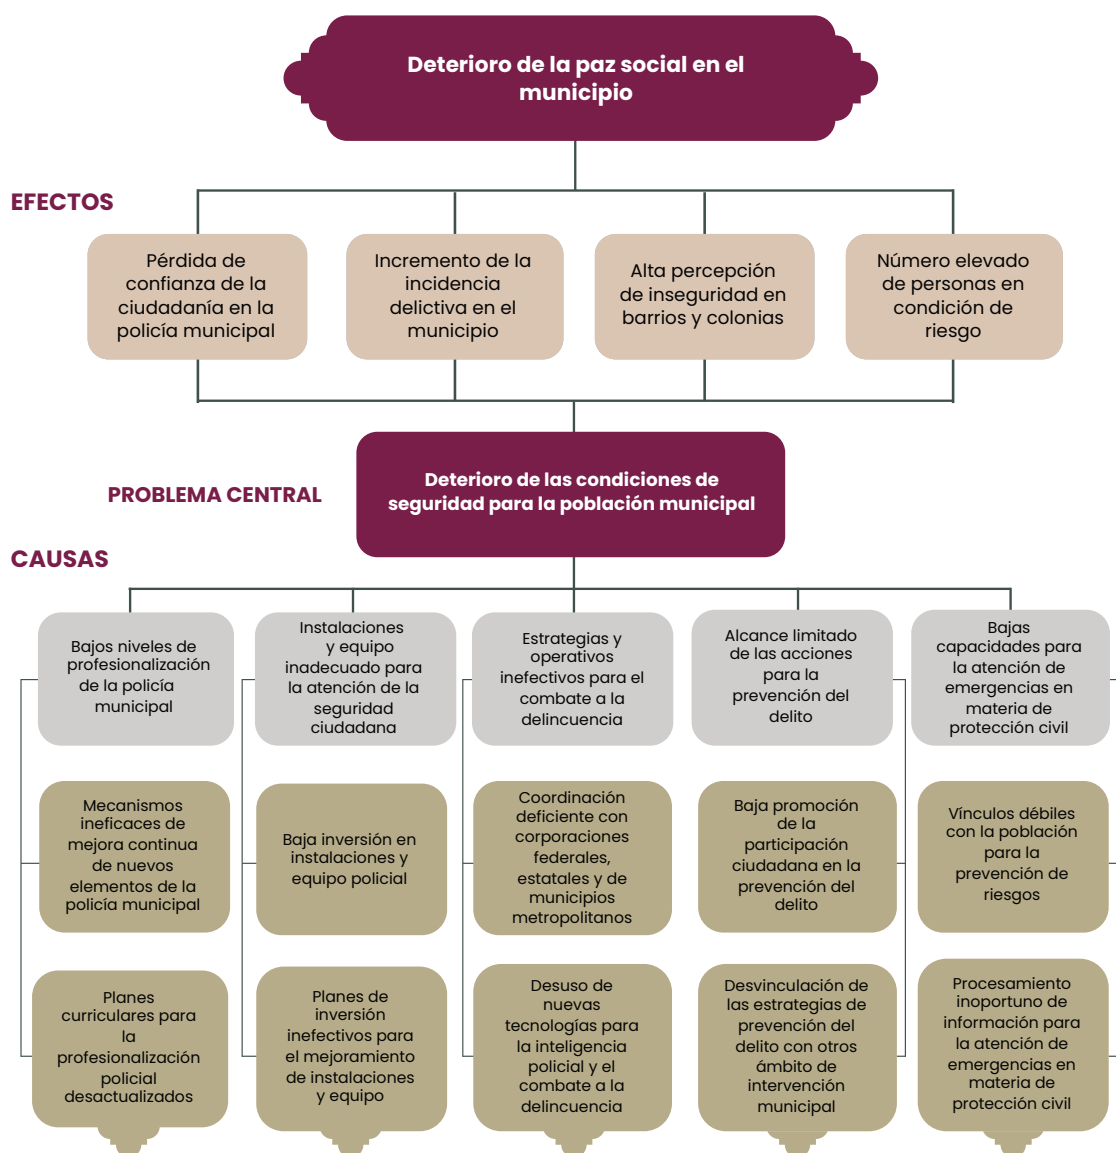 Deterioro de la paz social en el
municipio
EFECTOS
Pérdida de
confianza de la
ciudadanía en la
policía municipal
Incremento de la
incidencia
delictiva en el
municipio
Alta percepción
de inseguridad en
barrios y colonias
Número elevado
de personas en
condición de
riesgo
PROBLEMA CENTRAL
Deterioro de las condiciones de
seguridad para la población municipal
CAUSAS
Bajos niveles de
profesionalización
de la policía
municipal
Instalaciones
y equipo
inadecuado para
la atención de la
seguridad
ciudadana
Estrategias y
operativos
inefectivos para el
combate a la
delincuencia
Alcance limitado
de las acciones
para la
prevención del
delito
Bajas
capacidades para
la atención de
emergencias en
materia de
protección civil
Mecanismos
ineficaces de
mejora continua
de nuevos
elementos de la
policía municipal
Baja inversión en
instalaciones y
equipo policial
Coordinación
deficiente con
corporaciones
federales,
estatales y de
municipios
metropolitanos
Baja promoción
de la
participación
ciudadana en la
prevención del
delito
Vínculos débiles
con la población
para la
prevención de
riesgos
Planes
curriculares para
la
profesionalización
policial
desactualizados
Planes de
inversión
inefectivos para
el mejoramiento
de instalaciones
y equipo
Desuso de
nuevas
tecnologías para
la inteligencia
policial y el
combate a la
delincuencia
Desvinculación de
las estrategias de
prevención del
delito con otros
ámbito de
intervención
municipal
Procesamiento
inoportuno de
información para
la atención de
emergencias en
materia de
protección civil